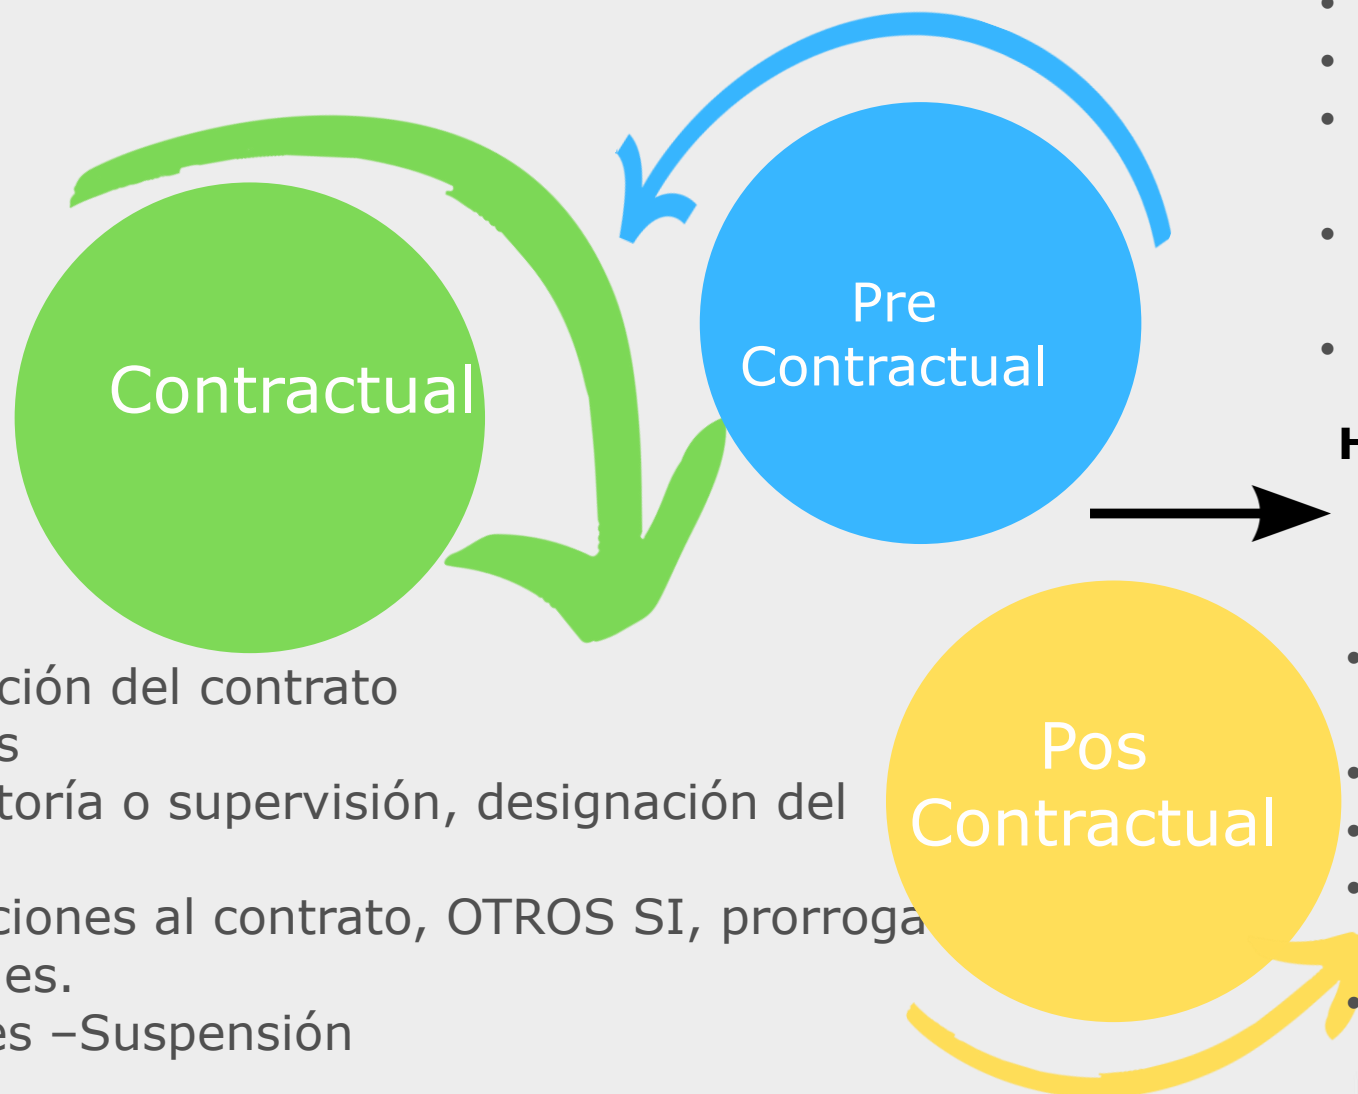 Pre
Contractual
Contractual
ción del contrato
s
toría o supervisión, designación del
ciones al contrato, OTROS SI, prorroga
es.
es –Suspensión
Pos
Contractual